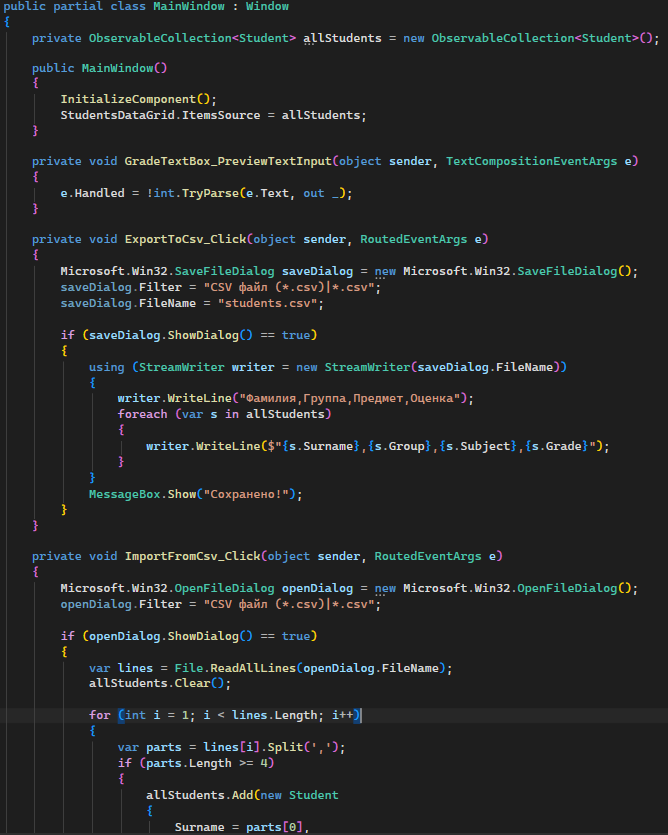 public partial class MainWindow : Window
{
    private ObservableCollection<Student> allStudents = new ObservableCollection<Student>();
    public MainWindow()
    {
        InitializeComponent();
        StudentsDataGrid.ItemsSource = allStudents;
    }
    private void GradeTextBox_PreviewTextInput(object sender, TextCompositionEventArgs e)
    {
        e.Handled = !int.TryParse(e.Text, out _);
    }
    private void ExportToCsv_Click(object sender, RoutedEventArgs e)
    {
        Microsoft.Win32.SaveFileDialog saveDialog = new Microsoft.Win32.SaveFileDialog();
        saveDialog.Filter = "CSV файл (*.csv)|*.csv";
        saveDialog.FileName = "students.csv";
        if (saveDialog.ShowDialog() == true)
        {
            using (StreamWriter writer = new StreamWriter(saveDialog.FileName))
            {
                writer.WriteLine("Фамилия,Группа,Предмет,Оценка");
                foreach (var s in allStudents)
                {
                    writer.WriteLine($"{s.Surname},{s.Group},{s.Subject},{s.Grade}");
                }
            }
            MessageBox.Show("Сохранено!");
        }
    }
    private void ImportFromCsv_Click(object sender, RoutedEventArgs e)
    {
        Microsoft.Win32.OpenFileDialog openDialog = new Microsoft.Win32.OpenFileDialog();
        openDialog.Filter = "CSV файл (*.csv)|*.csv";
        if (openDialog.ShowDialog() == true)
        {
            var lines = File.ReadAllLines(openDialog.FileName);
            allStudents.Clear();
            for (int i = 1; i < lines.Length; i++)
            {
                var parts = lines[i].Split(',');
                if (parts.Length >= 4)
                {
                    allStudents.Add(new Student
                    {
                        Surname = parts[0],